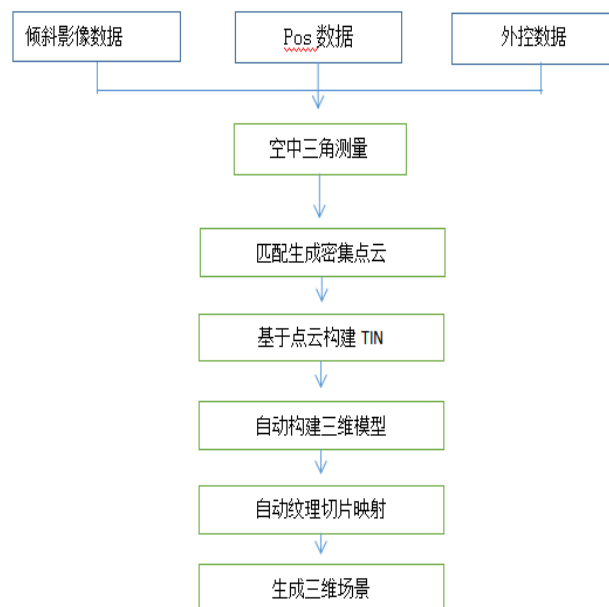 倾斜影像数据
Pos 数据
外控数据
空中三角测量
匹配生成密集点云
基于点云构建 TIN
自动构建三维模型
自动纹理切片映射
生成三维场景